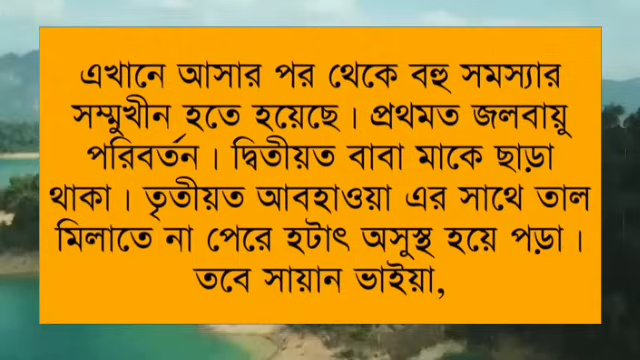 এখানে আসার পর থেকে বহু সমস্যার
সম্মুখীন হতে হয়েছে। প্রথমত জলবায়ু
পরিবর্তন। দ্বিতীয়ত বাবা মাকে ছাড়া
থাকা। তৃতীয়ত আবহাওয়া এর সাথে তাল
মিলাতে না পেরে হটাৎ অসুস্থ হয়ে পড়া।
তবে সায়ান ভাইয়া,